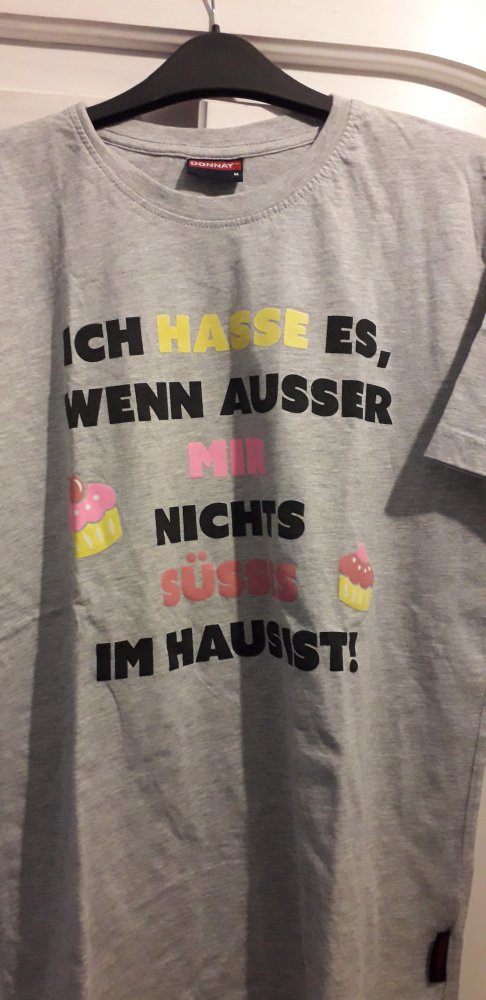 DONNAY
M
ICH HASSE ES,
WENN AUSSER
MIR
NICHTS
SÜSSES
IM HAUS IST!